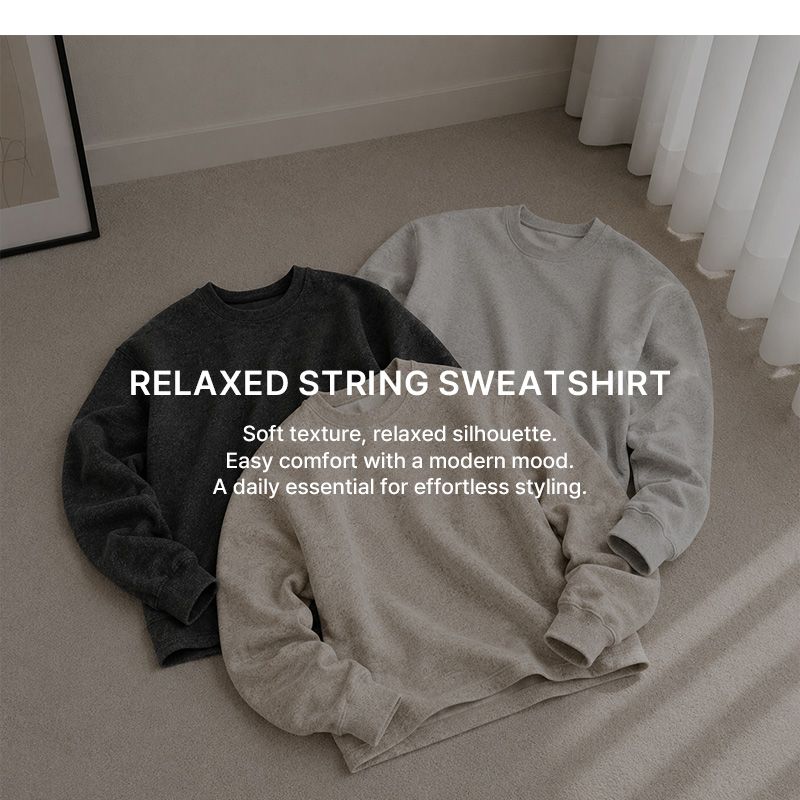 RELAXED STRING SWEATSHIRT
Soft texture, relaxed silhouette.
Easy comfort with a modern mood.
A daily essential for effortless styling.